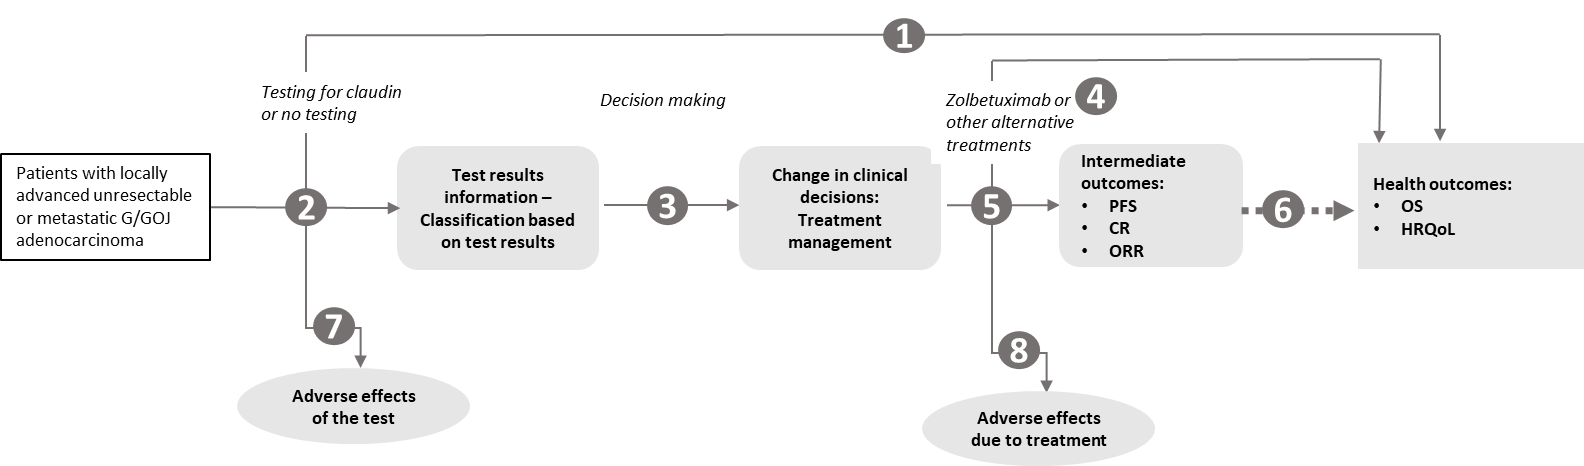 1
Testing for claudin
or no testing
Decision making
Zolbetuximab or
other alternative
treatments
4
Patients with locally
advanced unresectable
or metastatic G/GOJ
adenocarcinoma
2
Test results
information –
Classification based
on test results
3
Change in clinical
decisions:
Treatment
management
5
Intermediate
outcomes:
• PFS
• CR
• ORR
6
Health outcomes:
• OS
• HRQoL
7
Adverse effects
of the test
8
Adverse effects
due to treatment